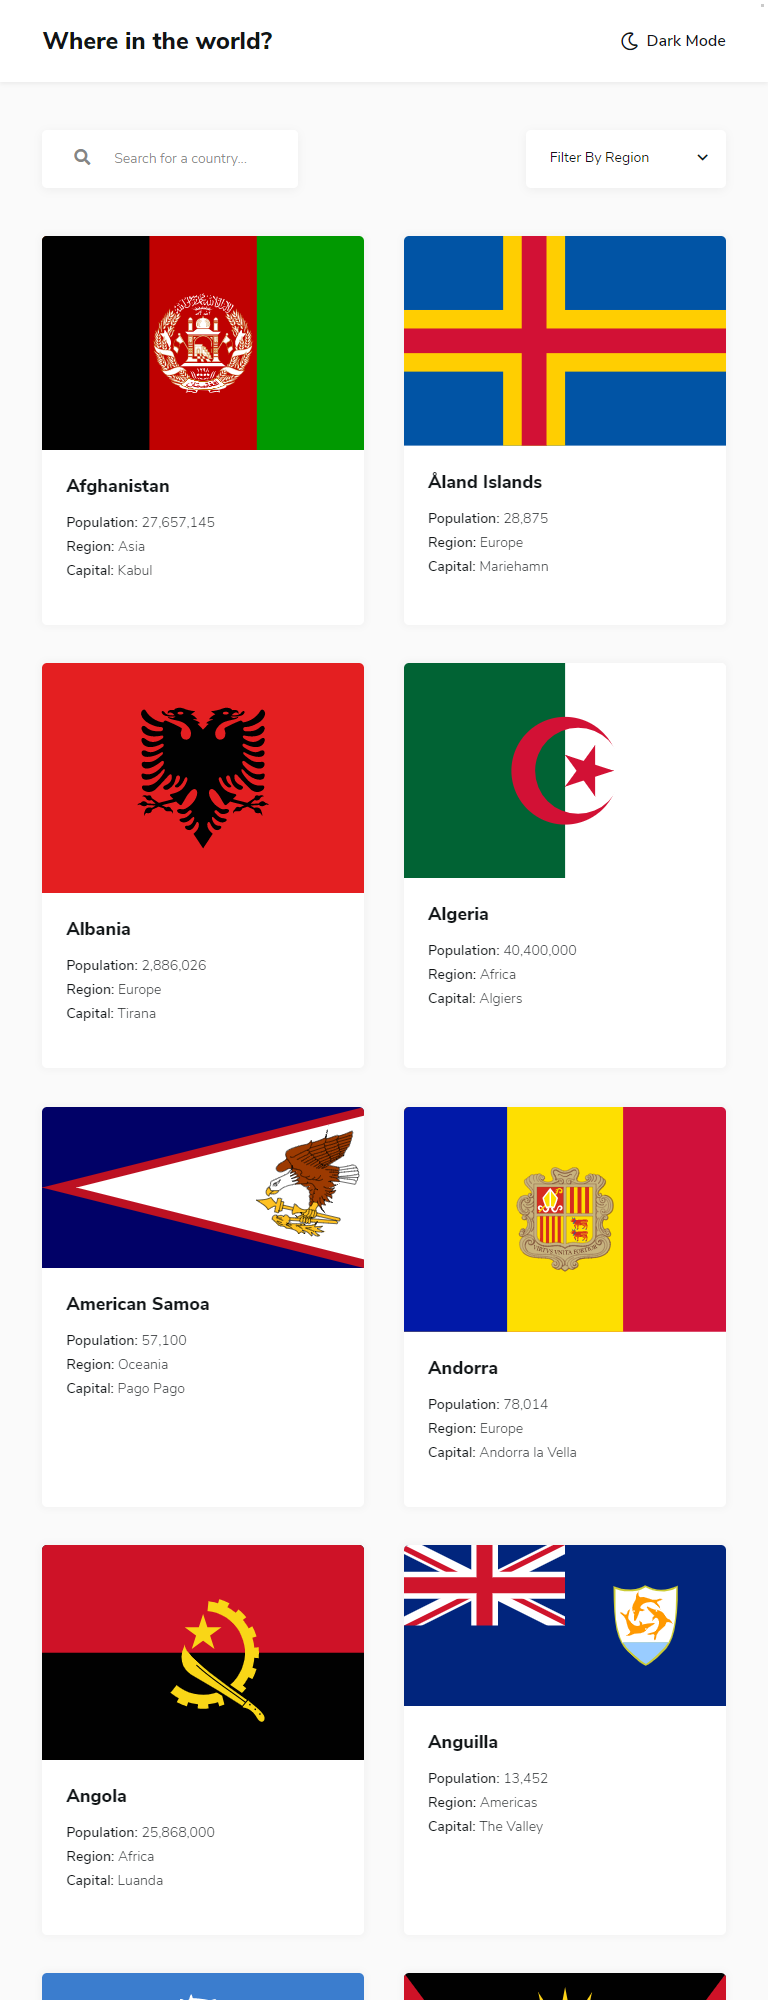 Where in the world?
Dark Mode
Search for a country...
Filter By Region
Afghanistan
Population: 27,657,145
Region: Asia
Capital: Kabul
Åland Islands
Population: 28,875
Region: Europe
Capital: Mariehamn
Albania
Population: 2,886,026
Region: Europe
Capital: Tirana
Algeria
Population: 40,400,000
Region: Africa
Capital: Algiers
American Samoa
Population: 57,100
Region: Oceania
Capital: Pago Pago
VIRTVS UNITA FORTIOR
Andorra
Population: 78,014
Region: Europe
Capital: Andorra la Vella
Angola
Population: 25,868,000
Region: Africa
Capital: Luanda
Anguilla
Population: 13,452
Region: Americas
Capital: The Valley